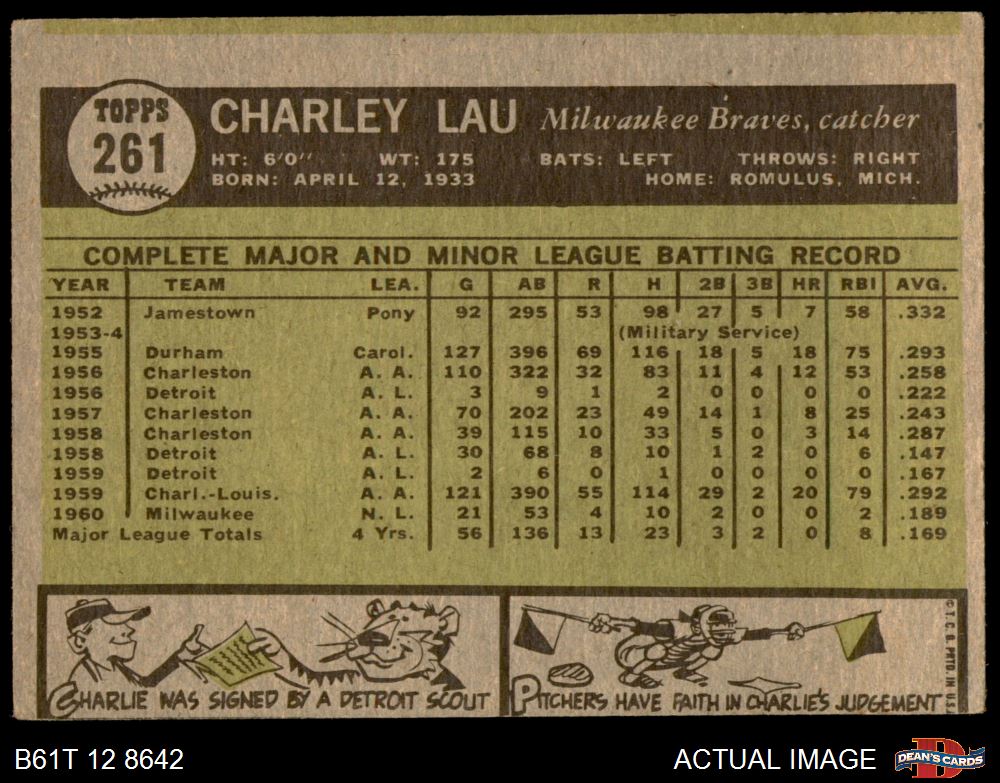 TOPPS
261
CHARLEY LAU Milwaukee Braves, catcher
HT: 6'0" WT: 175 BATS: LEFT THROWS: RIGHT
BORN: APRIL 12, 1933 HOME: ROMULUS, MICH.
COMPLETE MAJOR AND MINOR LEAGUE BATTING RECORD
YEAR TEAM LEA. G AB R H 2B 3B HR RBI AVG.
1952 Jamestown Pony 92 295 53 98 27 5 7 58 .332
1953-4 (Military Service)
1955 Durham Carol. 127 396 69 116 18 5 18 75 .293
1956 Charleston A. A. 110 322 32 83 11 4 12 53 .258
1956 Detroit A. L. 3 9 1 2 0 0 0 0 .222
1957 Charleston A. A. 70 202 23 49 14 1 8 25 .243
1958 Charleston A. A. 39 115 10 33 5 0 3 14 .287
1958 Detroit A. L. 30 68 8 10 1 2 0 6 .147
1959 Detroit A. L. 2 6 0 1 0 0 0 0 .167
1959 Charl.-Louis. A. A. 121 390 55 114 29 2 20 79 .292
1960 Milwaukee N. L. 21 53 4 10 2 0 0 2 .189
Major League Totals 4 Yrs. 56 136 13 23 3 2 0 8 .169
CHARLIE WAS SIGNED BY A DETROIT SCOUT
PITCHERS HAVE FAITH IN CHARLIE'S JUDGEMENT
© T. C. G. PRTD. IN U.S.A.
B61T 12 8642
ACTUAL IMAGE
DEAN'S CARDS